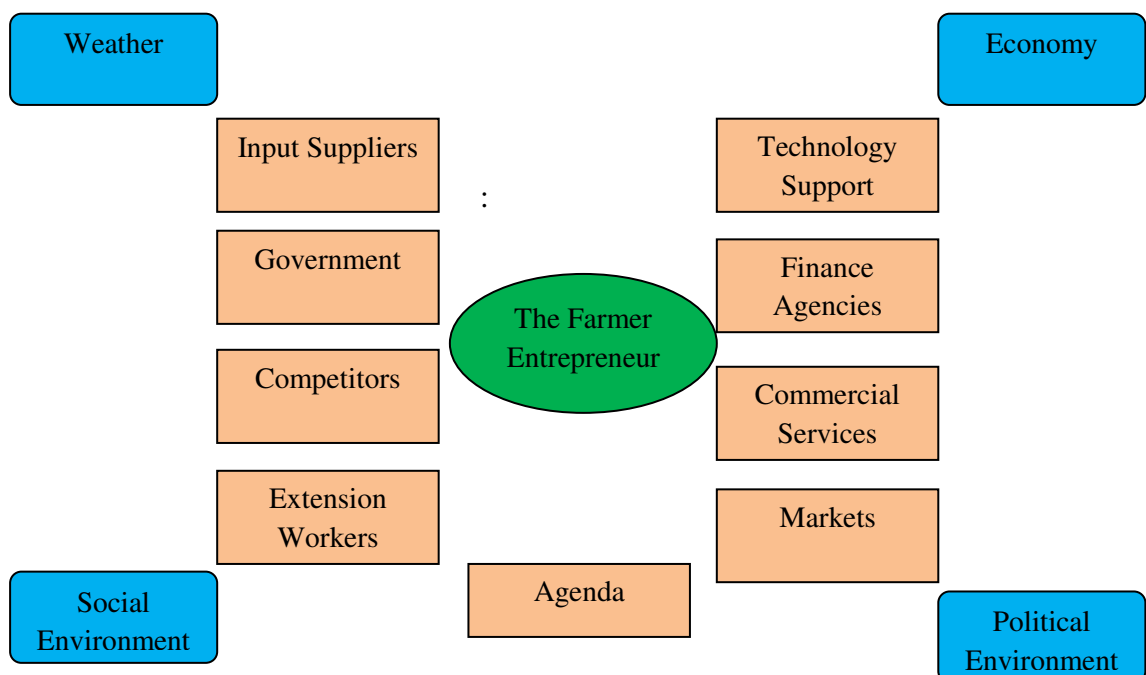 Weather
Economy
Input Suppliers
Technology
Support
:
Government
Finance
Agencies
The Farmer
Entrepreneur
Competitors
Commercial
Services
Extension
Workers
Markets
Agenda
Social
Environment
Political
Environment